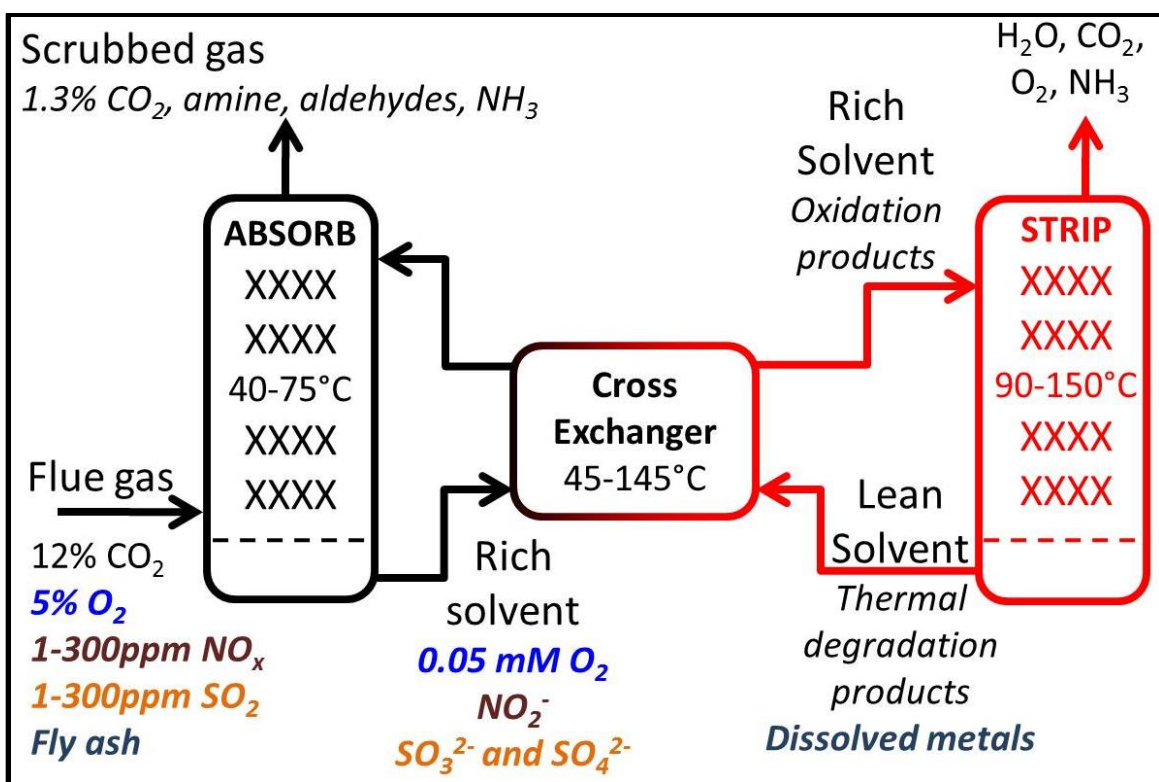 Scrubbed gas
1.3% CO₂, amine, aldehydes, NH₃
H₂O, CO₂,
O₂, NH₃
Rich
Solvent
Oxidation
products
ABSORB
XXXX
XXXX
40-75°C
XXXX
XXXX
STRIP
XXXX
XXXX
90-150°C
XXXX
XXXX
Cross
Exchanger
45-145°C
Flue gas
12% CO₂
5% O₂
1-300ppm NOₓ
1-300ppm SO₂
Fly ash
Rich
solvent
0.05 mM O₂
NO₂⁻
SO₃²⁻ and SO₄²⁻
Lean
Solvent
Thermal
degradation
products
Dissolved metals